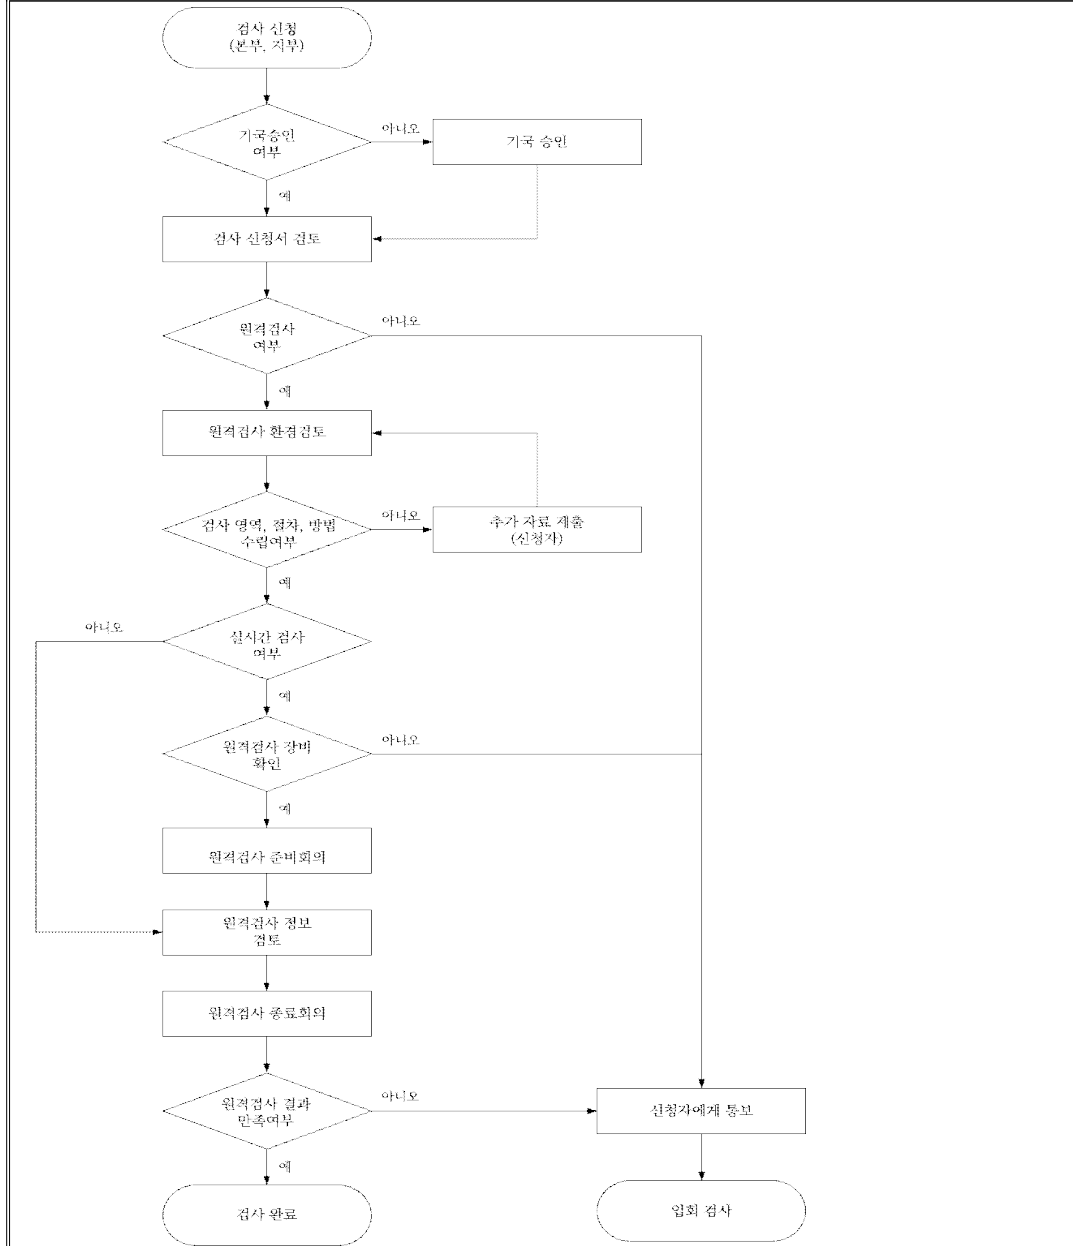 검사 신청
(본부, 지부)
기국승인
여부
아니오
기국 승인
예
검사 신청서 검토
원격검사
여부
아니오
예
원격검사 환경검토
검사 영역, 절차, 방법
수립여부
아니오
추가 자료 제출
(신청자)
예
실시간 검사
여부
아니오
예
원격검사 장비
확인
아니오
예
원격검사 준비회의
원격검사 정보
검토
원격검사 종료회의
원격검사 결과
만족여부
아니오
신청자에게 통보
예
검사 완료
입회 검사